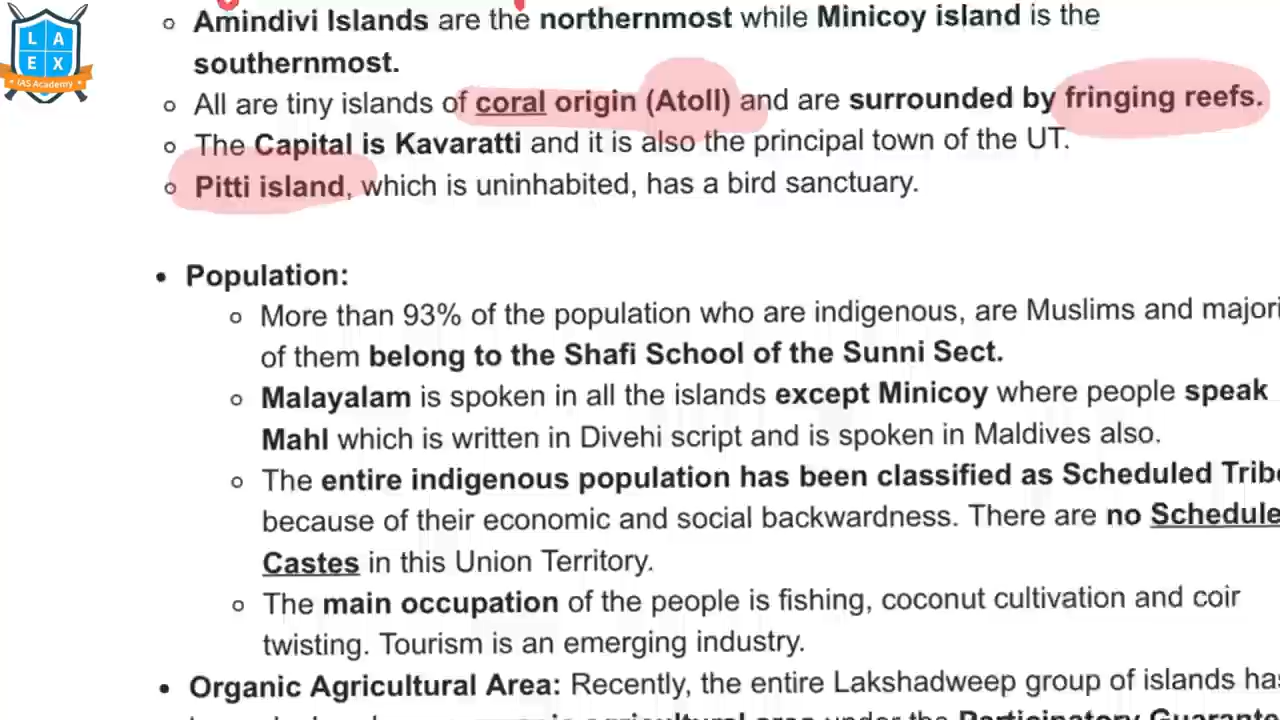 L A
E X
IAS Academy
○ Amindivi Islands are the northernmost while Minicoy island is the
southernmost.
○ All are tiny islands of coral origin (Atoll) and are surrounded by fringing reefs.
○ The Capital is Kavaratti and it is also the principal town of the UT.
○ Pitti island, which is uninhabited, has a bird sanctuary.
• Population:
○ More than 93% of the population who are indigenous, are Muslims and majori
of them belong to the Shafi School of the Sunni Sect.
○ Malayalam is spoken in all the islands except Minicoy where people speak
Mahl which is written in Divehi script and is spoken in Maldives also.
○ The entire indigenous population has been classified as Scheduled Tribe
because of their economic and social backwardness. There are no Schedule
Castes in this Union Territory.
○ The main occupation of the people is fishing, coconut cultivation and coir
twisting. Tourism is an emerging industry.
• Organic Agricultural Area: Recently, the entire Lakshadweep group of islands has
organic agricultural area under the Participatory Guarante